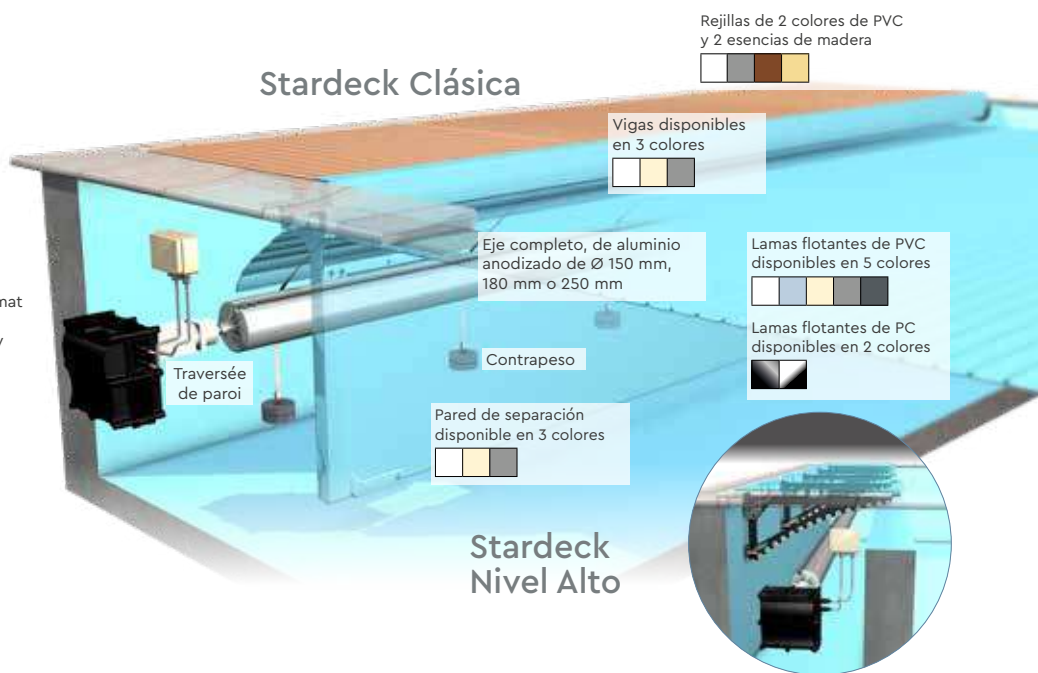 Rejillas de 2 colores de PVC
y 2 esencias de madera
Stardeck Clásica
Vigas disponibles
en 3 colores
Eje completo, de aluminio
anodizado de Ø 150 mm,
180 mm o 250 mm
Lamas flotantes de PVC
disponibles en 5 colores
Lamas flotantes de PC
disponibles en 2 colores
Contrapeso
Traversée
de paroi
Pared de separación
disponible en 3 colores
Stardeck
Nivel Alto